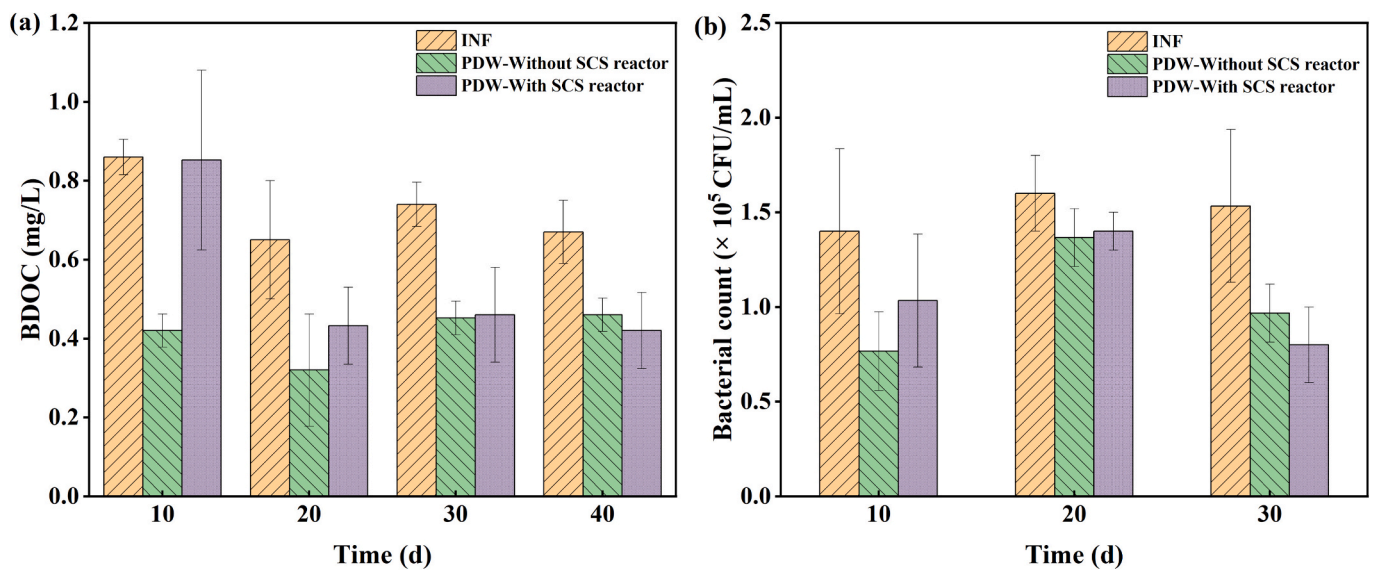 (a)
1.2
1.0
0.8
0.6
0.4
0.2
0.0
BDOC (mg/L)
INF
PDW-Without SCS reactor
PDW-With SCS reactor
10 20 30 40
Time (d)
(b)
2.5
2.0
1.5
1.0
0.5
0.0
Bacterial count (× 10⁵ CFU/mL)
INF
PDW-Without SCS reactor
PDW-With SCS reactor
10 20 30
Time (d)